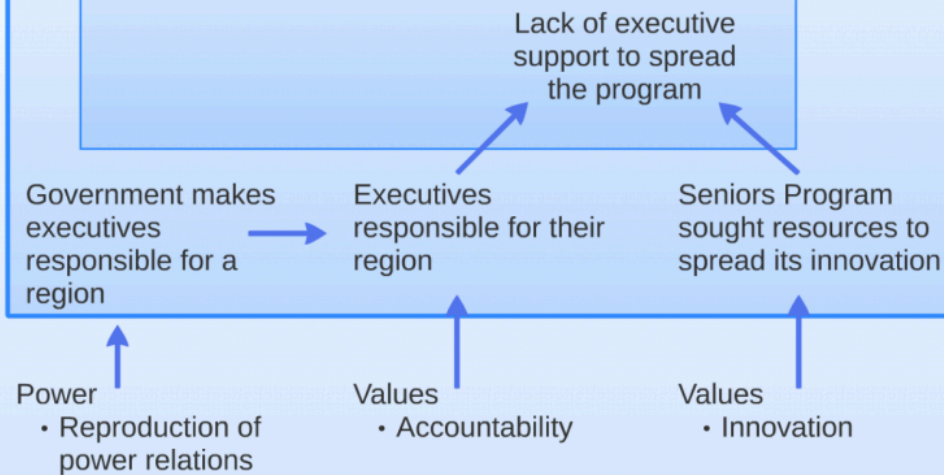 Lack of executive
support to spread
the program
Government makes
executives
responsible for a
region
Executives
responsible for their
region
Seniors Program
sought resources to
spread its innovation
Power
• Reproduction of
power relations
Values
• Accountability
Values
• Innovation